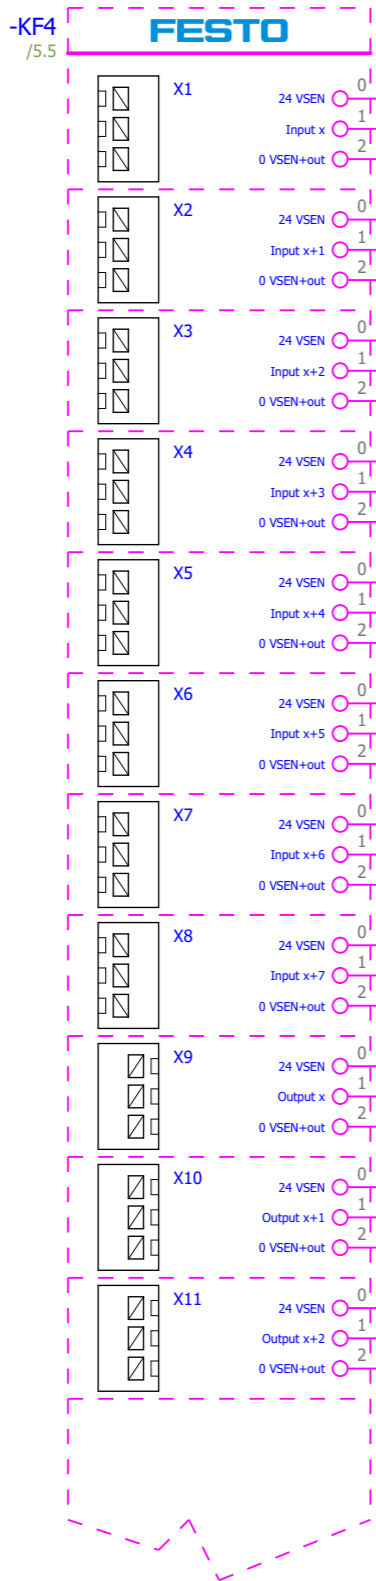 -KF4 FESTO
/5.5
X1
24 VSEN 0
Input x 1
0 VSEN+out 2
X2
24 VSEN 0
Input x+1 1
0 VSEN+out 2
X3
24 VSEN 0
Input x+2 1
0 VSEN+out 2
X4
24 VSEN 0
Input x+3 1
0 VSEN+out 2
X5
24 VSEN 0
Input x+4 1
0 VSEN+out 2
X6
24 VSEN 0
Input x+5 1
0 VSEN+out 2
X7
24 VSEN 0
Input x+6 1
0 VSEN+out 2
X8
24 VSEN 0
Input x+7 1
0 VSEN+out 2
X9
24 VSEN 0
Output x 1
0 VSEN+out 2
X10
24 VSEN 0
Output x+1 1
0 VSEN+out 2
X11
24 VSEN 0
Output x+2 1
0 VSEN+out 2